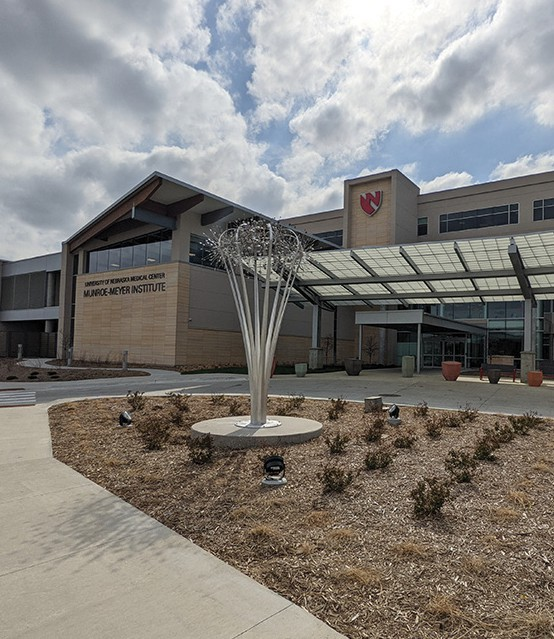 UNIVERSITY OF NEBRASKA MEDICAL CENTER
MUNROE-MEYER INSTITUTE
N